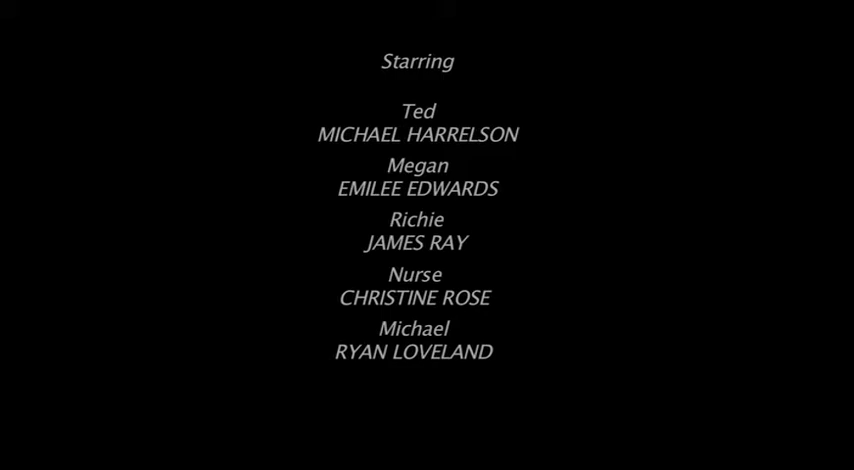 Starring
Ted
MICHAEL HARRELSON
Megan
EMILEE EDWARDS
Richie
JAMES RAY
Nurse
CHRISTINE ROSE
Michael
RYAN LOVELAND